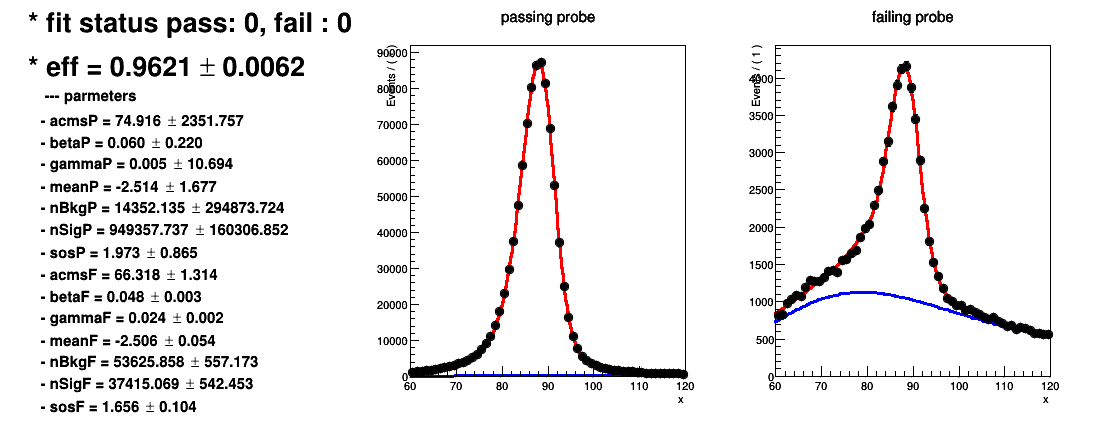 * fit status pass: 0, fail : 0
* eff = 0.9621 ± 0.0062
--- parmeters
- acmsP = 74.916 ± 2351.757
- betaP = 0.060 ± 0.220
- gammaP = 0.005 ± 10.694
- meanP = -2.514 ± 1.677
- nBkgP = 14352.135 ± 294873.724
- nSigP = 949357.737 ± 160306.852
- sosP = 1.973 ± 0.865
- acmsF = 66.318 ± 1.314
- betaF = 0.048 ± 0.003
- gammaF = 0.024 ± 0.002
- meanF = -2.506 ± 0.054
- nBkgF = 53625.858 ± 557.173
- nSigF = 37415.069 ± 542.453
- sosF = 1.656 ± 0.104
passing probe
Events / ( 1 )
90000
80000
70000
60000
50000
40000
30000
20000
10000
0
60 70 80 90 100 110 120
x
failing probe
Events / ( 1 )
4000
3500
3000
2500
2000
1500
1000
500
0
60 70 80 90 100 110 120
x